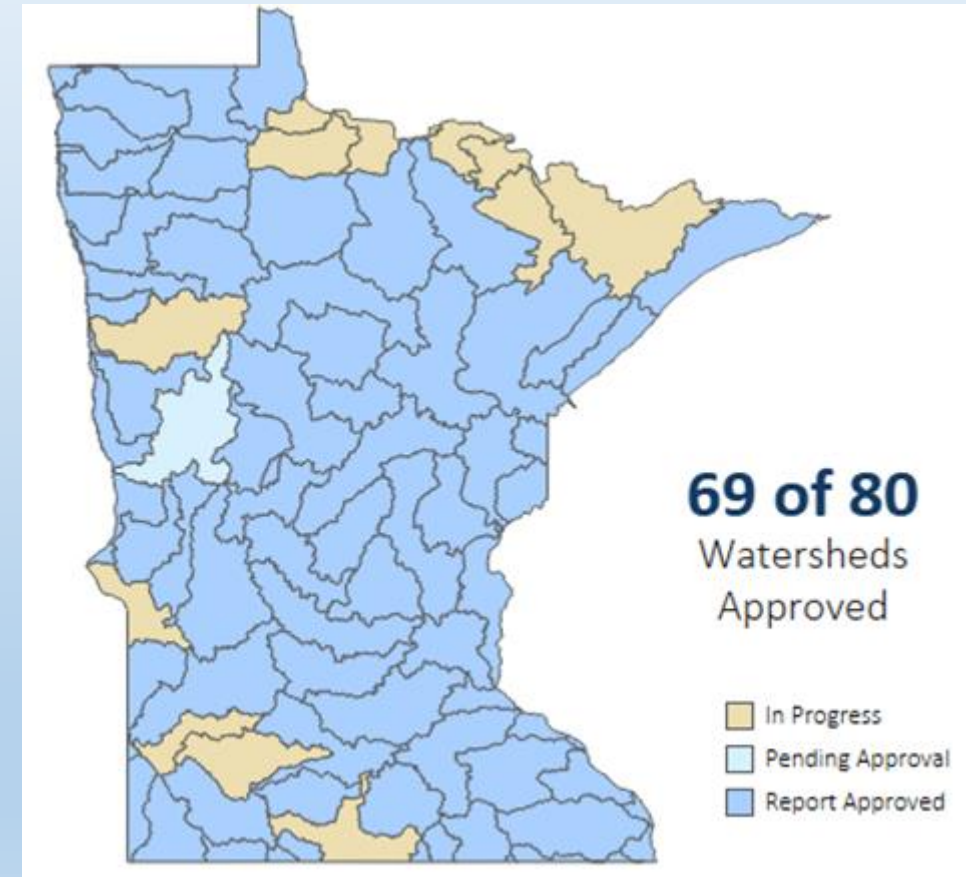 69 of 80
Watersheds
Approved
In Progress
Pending Approval
Report Approved